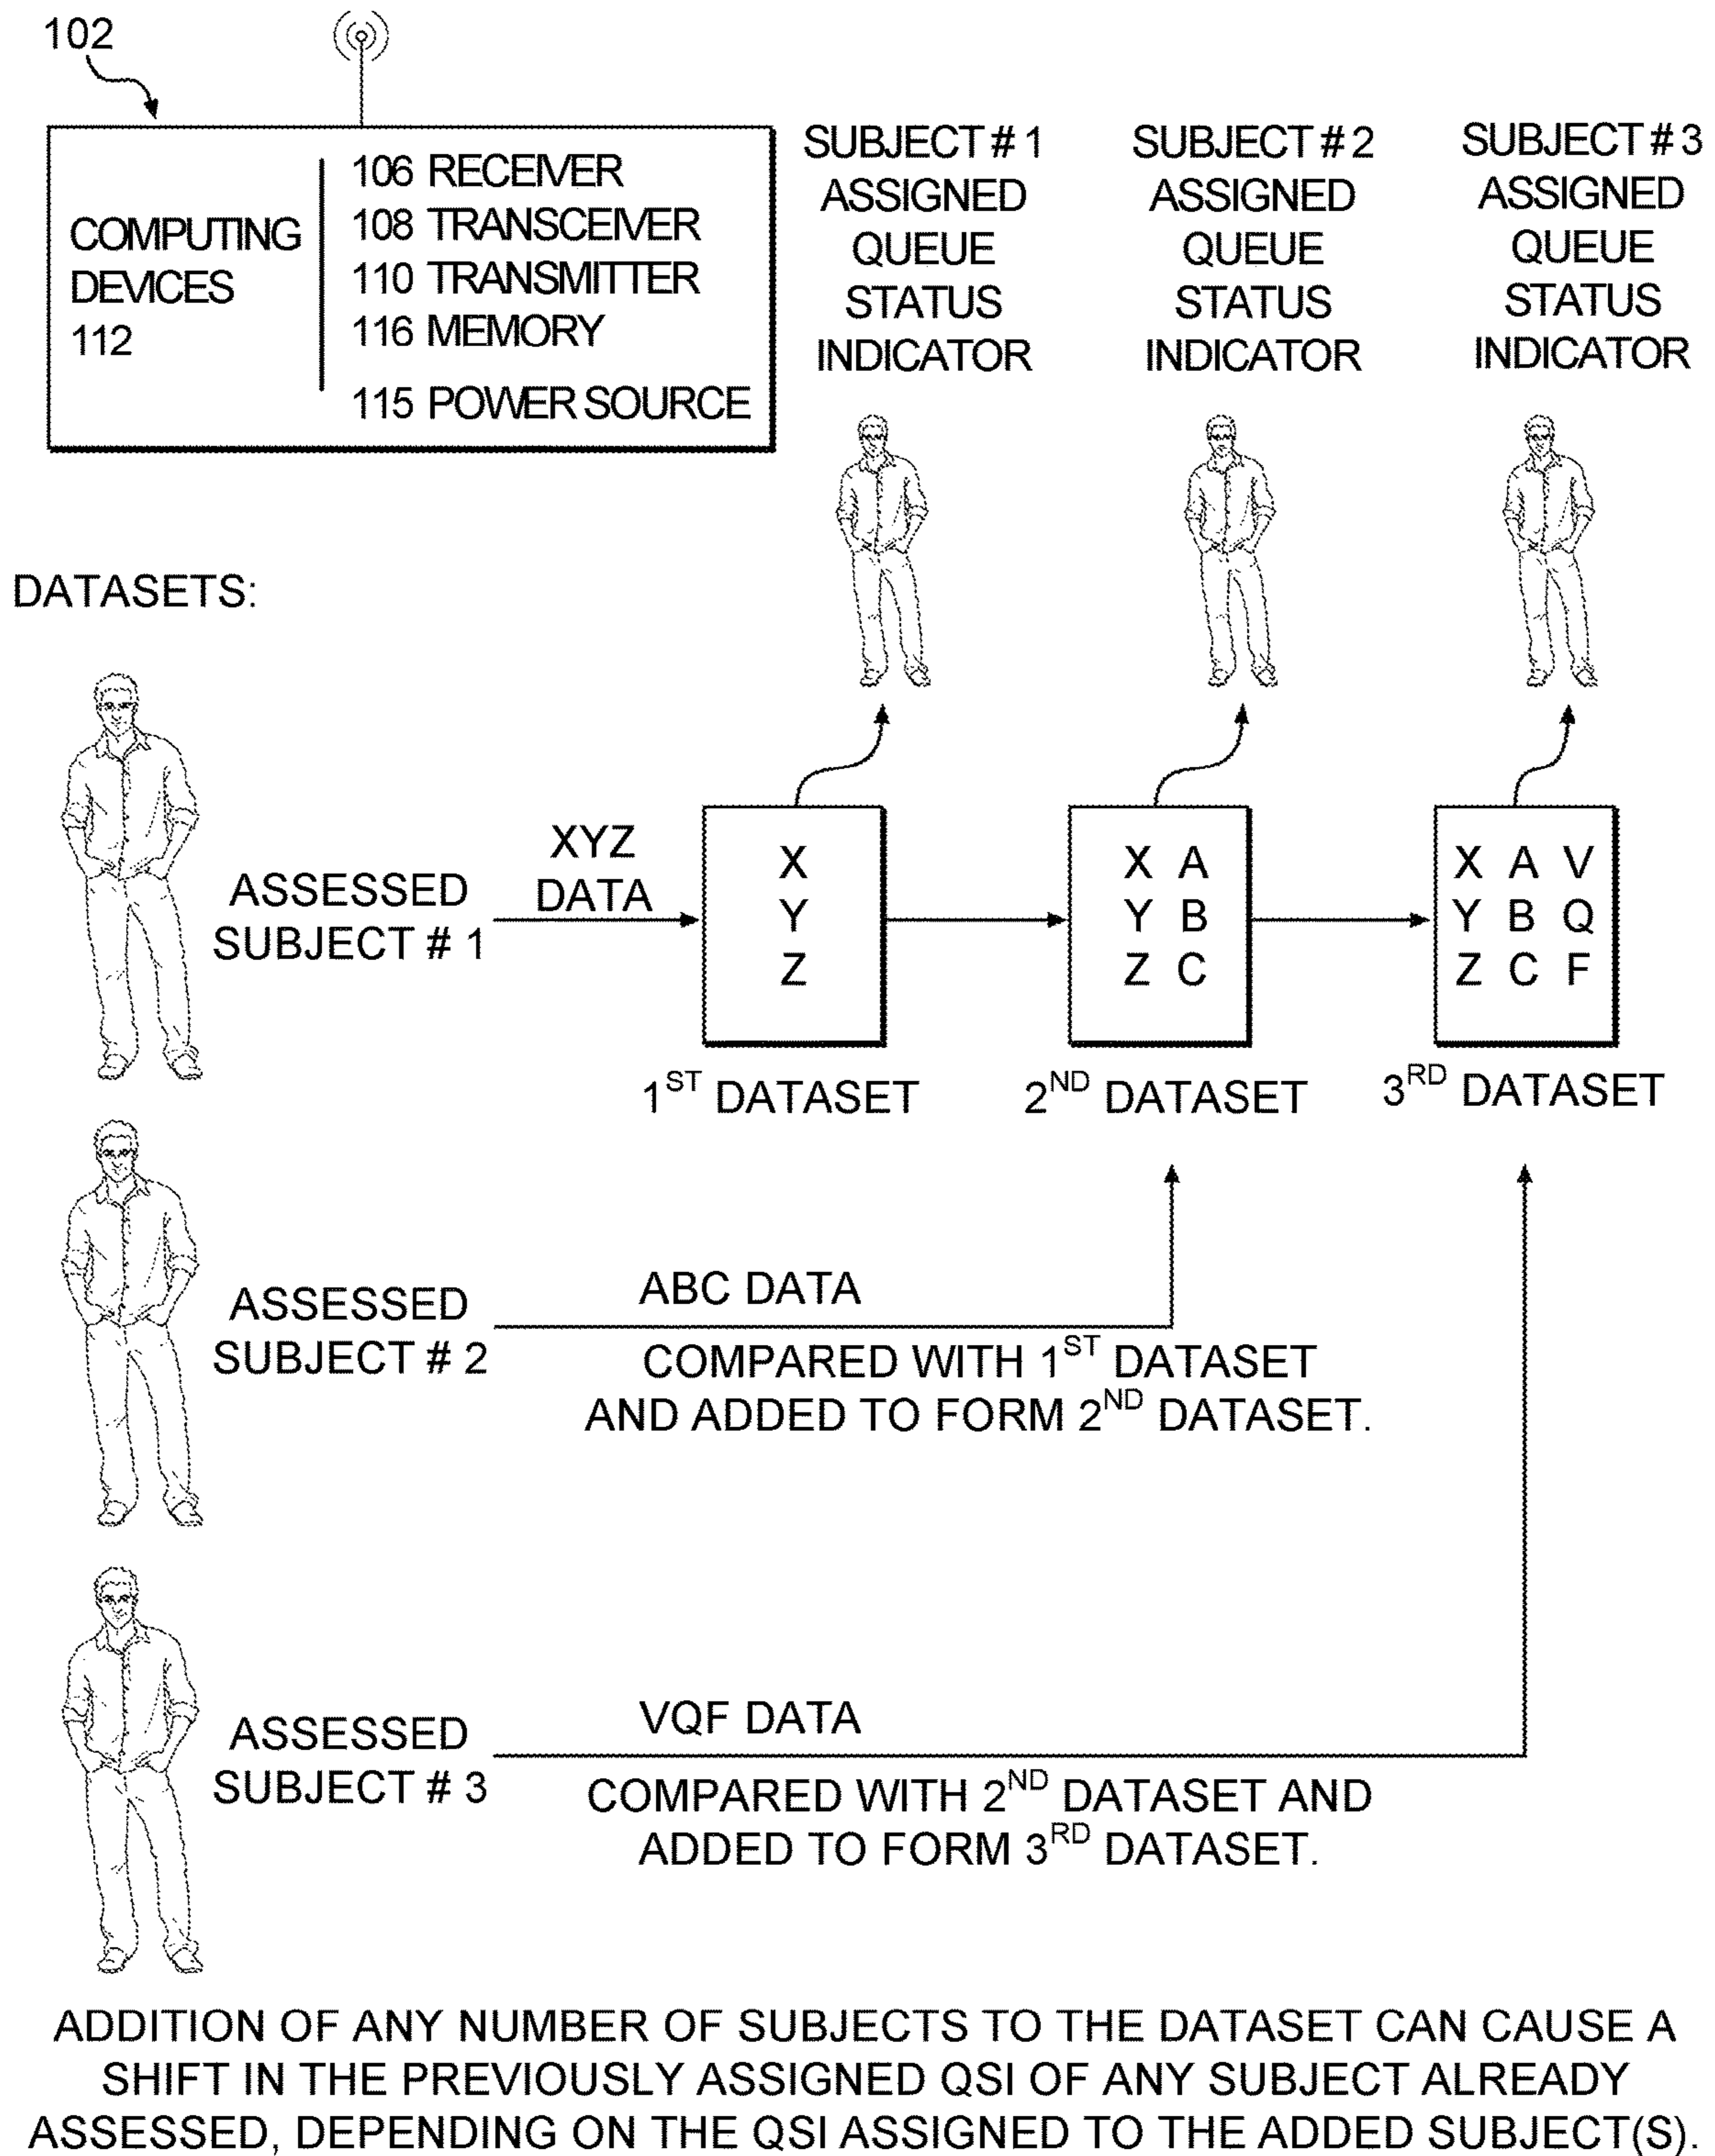 102
COMPUTING
DEVICES
112
106 RECEIVER
108 TRANSCEIVER
110 TRANSMITTER
116 MEMORY
115 POWER SOURCE
SUBJECT # 1
ASSIGNED
QUEUE
STATUS
INDICATOR
SUBJECT # 2
ASSIGNED
QUEUE
STATUS
INDICATOR
SUBJECT # 3
ASSIGNED
QUEUE
STATUS
INDICATOR
DATASETS:
ASSESSED
SUBJECT # 1
XYZ
DATA
X
Y
Z
1ST DATASET
X A
Y B
Z C
2ND DATASET
X A V
Y B Q
Z C F
3RD DATASET
ASSESSED
SUBJECT # 2
ABC DATA
COMPARED WITH 1ST DATASET
AND ADDED TO FORM 2ND DATASET.
ASSESSED
SUBJECT # 3
VQF DATA
COMPARED WITH 2ND DATASET AND
ADDED TO FORM 3RD DATASET.
ADDITION OF ANY NUMBER OF SUBJECTS TO THE DATASET CAN CAUSE A
SHIFT IN THE PREVIOUSLY ASSIGNED QSI OF ANY SUBJECT ALREADY
ASSESSED, DEPENDING ON THE QSI ASSIGNED TO THE ADDED SUBJECT(S).